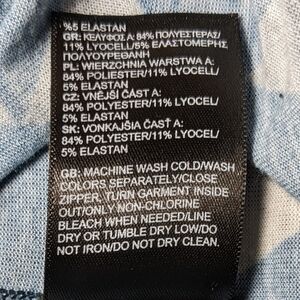 %5 ELASTAN
GR: ΚΕΛΥΦΟΣ Α: 84% ΠΟΛΥΕΣΤΕΡΑΣ/
11% LYOCELL/5% ΕΛΑΣΤΟΜΕΡΗΣ
ΠΟΛΥΟΥΡΕΘΑΝΗ
PL: WIERZCHNIA WARSTWA A:
84% POLIESTER/11% LYOCELL/
5% ELASTAN
CZ: VNĚJŠÍ ČAST A:
84% POLYESTER/11% LYOCEL/
5% ELASTAN
SK: VONKAJŠIA ČASŤ A:
84% POLYESTER/11% LYOCELL/
5% ELASTAN
GB: MACHINE WASH COLD/WASH
COLORS SEPARATELY/CLOSE
ZIPPER, TURN GARMENT INSIDE
OUT/ONLY NON-CHLORINE
BLEACH WHEN NEEDED/LINE
DRY OR TUMBLE DRY LOW/DO
NOT IRON/DO NOT DRY CLEAN.